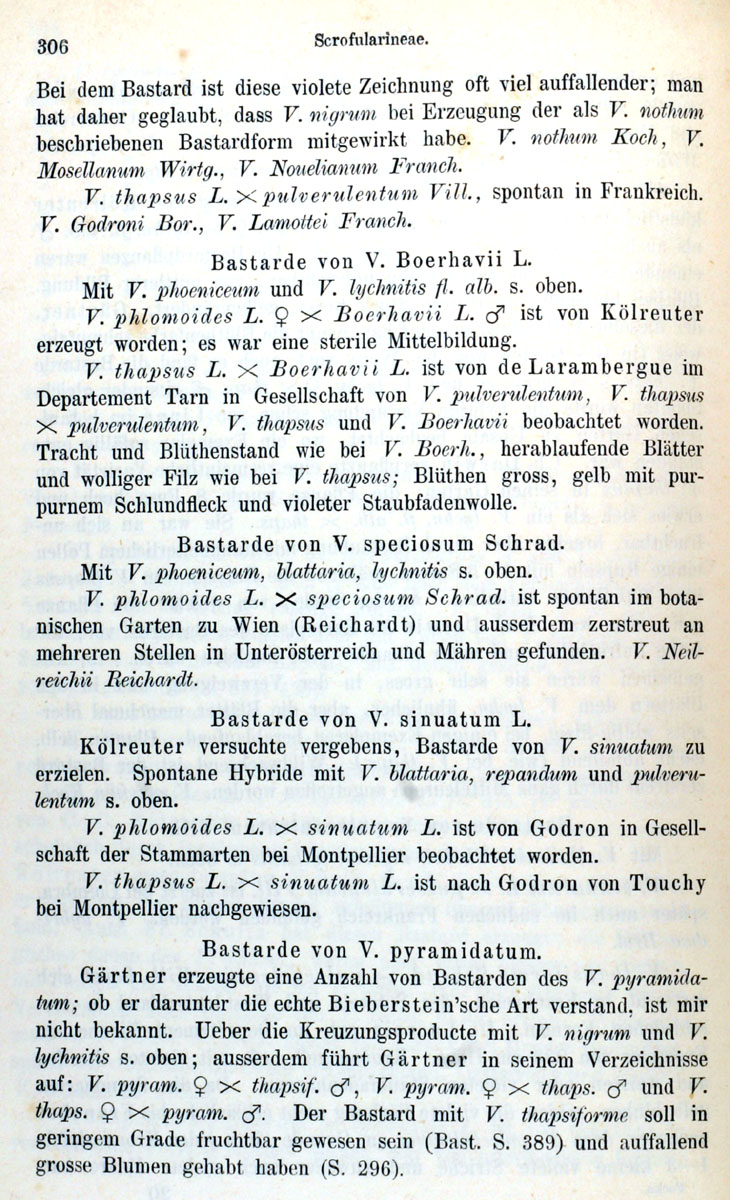 306
Scrofularineae.
Bei dem Bastard ist diese violete Zeichnung oft viel auffallender; man
hat daher geglaubt, dass V. nigrum bei Erzeugung der als V. nothum
beschriebenen Bastardform mitgewirkt habe. V. nothum Koch, V.
Mosellanum Wirtg., V. Nouelianum Franch.
V. thapsus L. × pulverulentum Vill., spontan in Frankreich.
V. Godroni Bor., V. Lamottei Franch.
Bastarde von V. Boerhavii L.
Mit V. phoeniceum und V. lychnitis fl. alb. s. oben.
V. phlomoides L. ♀ × Boerhavii L. ♂ ist von Kölreuter
erzeugt worden; es war eine sterile Mittelbildung.
V. thapsus L. × Boerhavii L. ist von de Larambergue im
Departement Tarn in Gesellschaft von V. pulverulentum, V. thapsus
× pulverulentum, V. thapsus und V. Boerhavii beobachtet worden.
Tracht und Blüthenstand wie bei V. Boerh., herablaufende Blätter
und wolliger Filz wie bei V. thapsus; Blüthen gross, gelb mit pur-
purnem Schlundfleck und violeter Staubfadenwolle.
Bastarde von V. speciosum Schrad.
Mit V. phoeniceum, blattaria, lychnitis s. oben.
V. phlomoides L. × speciosum Schrad. ist spontan im bota-
nischen Garten zu Wien (Reichardt) und ausserdem zerstreut an
mehreren Stellen in Unterösterreich und Mähren gefunden. V. Neil-
reichii Reichardt.
Bastarde von V. sinuatum L.
Kölreuter versuchte vergebens, Bastarde von V. sinuatum zu
erzielen. Spontane Hybride mit V. blattaria, repandum und pulveru-
lentum s. oben.
V. phlomoides L. × sinuatum L. ist von Godron in Gesell-
schaft der Stammarten bei Montpellier beobachtet worden.
V. thapsus L. × sinuatum L. ist nach Godron von Touchy
bei Montpellier nachgewiesen.
Bastarde von V. pyramidatum.
Gärtner erzeugte eine Anzahl von Bastarden des V. pyramida-
tum; ob er darunter die echte Bieberstein'sche Art verstand, ist mir
nicht bekannt. Ueber die Kreuzungsproducte mit V. nigrum und V.
lychnitis s. oben; ausserdem führt Gärtner in seinem Verzeichnisse
auf: V. pyram. ♀ × thapsif. ♂, V. pyram. ♀ × thaps. ♂ und V.
thaps. ♀ × pyram. ♂. Der Bastard mit V. thapsiforme soll in
geringem Grade fruchtbar gewesen sein (Bast. S. 389) und auffallend
grosse Blumen gehabt haben (S. 296).